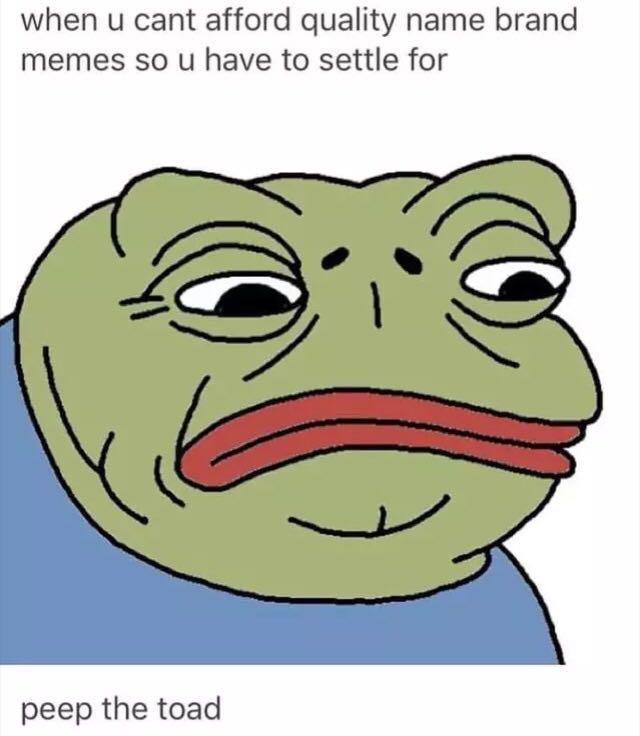 when u cant afford quality name brand
memes so u have to settle for
peep the toad